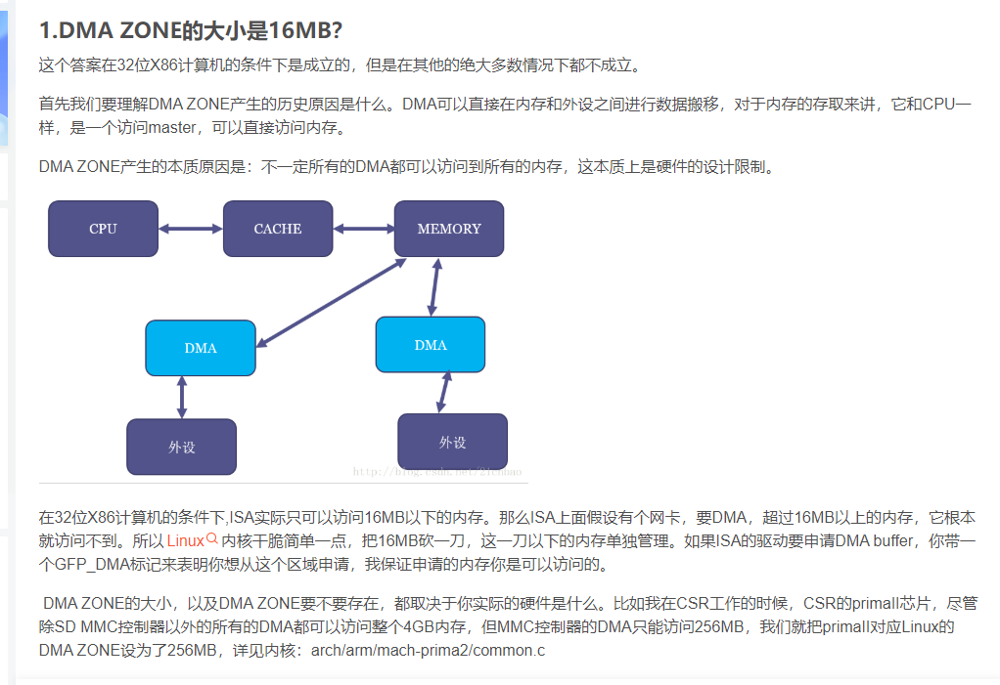 1.DMA ZONE的大小是16MB?
这个答案在32位X86计算机的条件下是成立的，但是在其他的绝大多数情况下都不成立。
首先我们要理解DMA ZONE产生的历史原因是什么。DMA可以直接在内存和外设之间进行数据搬移，对于内存的存取来讲，它和CPU一
样，是一个访问master，可以直接访问内存。
DMA ZONE产生的本质原因是：不一定所有的DMA都可以访问到所有的内存，这本质上是硬件的设计限制。
CPU
CACHE
MEMORY
DMA
DMA
外设
外设
http://blog.csdn.net/21cnbao
在32位X86计算机的条件下,ISA实际只可以访问16MB以下的内存。那么ISA上面假设有个网卡，要DMA，超过16MB以上的内存，它根本
就访问不到。所以 Linux 内核干脆简单一点，把16MB砍一刀，这一刀以下的内存单独管理。如果ISA的驱动要申请DMA buffer，你带一
个GFP_DMA标记来表明你想从这个区域申请，我保证申请的内存你是可以访问的。
DMA ZONE的大小，以及DMA ZONE要不要存在，都取决于你实际的硬件是什么。比如我在CSR工作的时候，CSR的primaII芯片，尽管
除SD MMC控制器以外的所有的DMA都可以访问整个4GB内存，但MMC控制器的DMA只能访问256MB，我们就把primaII对应Linux的
DMA ZONE设为了256MB，详见内核：arch/arm/mach-prima2/common.c